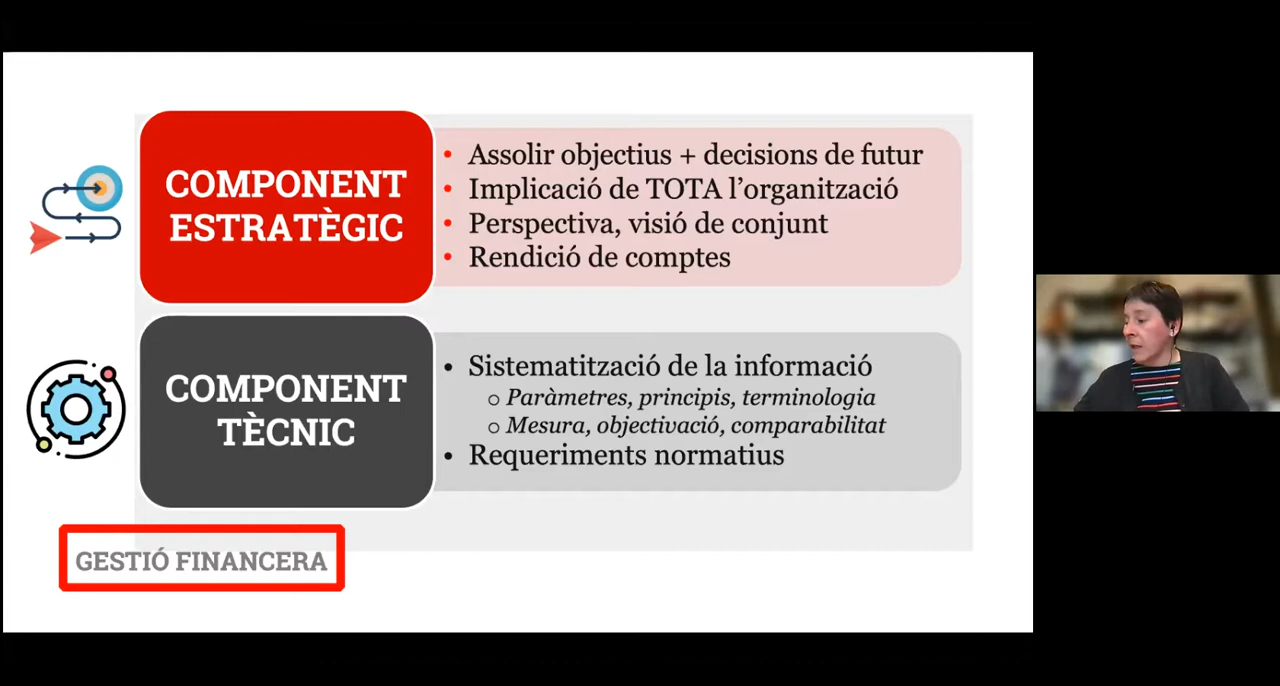 COMPONENT
ESTRATÈGIC
• Assolir objectius + decisions de futur
• Implicació de TOTA l’organització
• Perspectiva, visió de conjunt
• Rendició de comptes
COMPONENT
TÈCNIC
• Sistematització de la informació
o Paràmetres, principis, terminologia
o Mesura, objectivació, comparabilitat
• Requeriments normatius
GESTIÓ FINANCERA